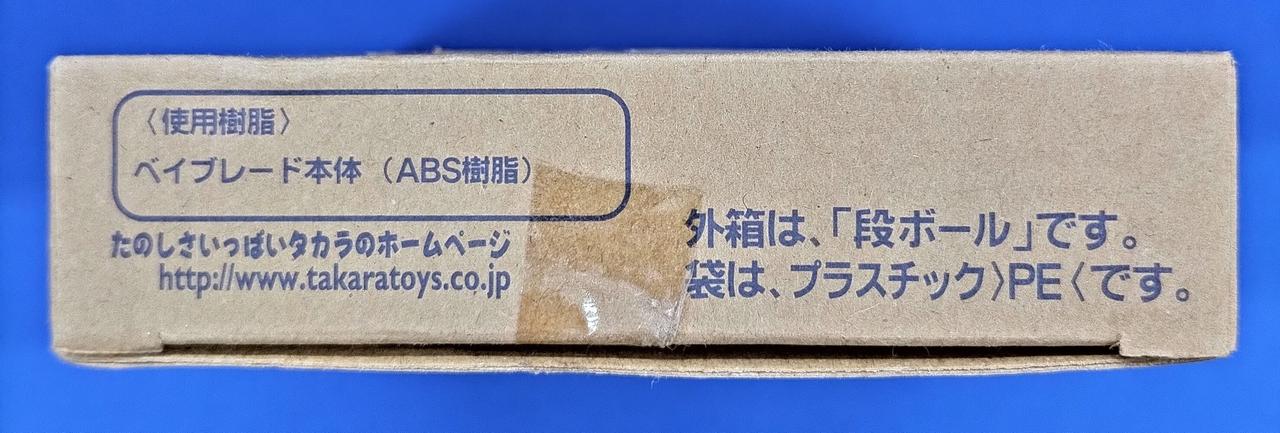 〈使用樹脂〉
ベイブレード本体（ABS樹脂）
たのしさいっぱいタカラのホームページ
http://www.takaratoys.co.jp
外箱は、「段ボール」です。
袋は、プラスチック〉PE〈です。